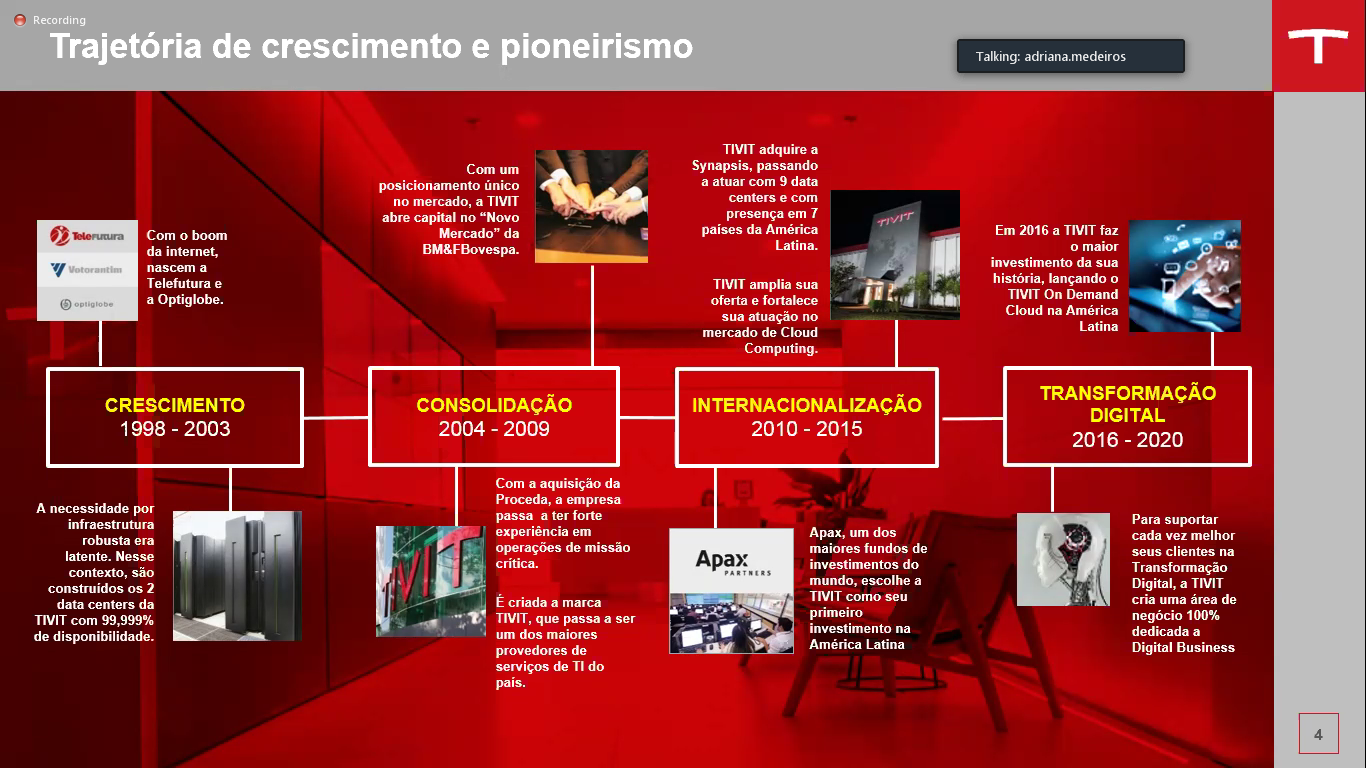 Recording
Trajetória de crescimento e pioneirismo
Talking: adriana.medeiros
T
TELEFUTURA
Votorantim
optiglobe
Com o boom
da internet,
nascem a
Telefutura e
a Optiglobe.
Com um
posicionamento único
no mercado, a TIVIT
abre capital no “Novo
Mercado” da
BM&FBovespa.
TIVIT adquire a
Synapsis, passando
a atuar com 9 data
centers e com
presença em 7
países da América
Latina.
TIVIT amplia sua
oferta e fortalece
sua atuação no
mercado de Cloud
Computing.
TIVIT
Em 2016 a TIVIT faz
o maior
investimento da sua
história, lançando o
TIVIT On Demand
Cloud na América
Latina
CRESCIMENTO
1998 - 2003
CONSOLIDAÇÃO
2004 - 2009
INTERNACIONALIZAÇÃO
2010 - 2015
TRANSFORMAÇÃO
DIGITAL
2016 - 2020
A necessidade por
infraestrutura
robusta era
latente. Nesse
contexto, são
construídos os 2
data centers da
TIVIT com 99,999%
de disponibilidade.
TIVIT
Com a aquisição da
Proceda, a empresa
passa  a ter forte
experiência em
operações de missão
crítica.
É criada a marca
TIVIT, que passa a ser
um dos maiores
provedores de
serviços de TI do
país.
Apax
PARTNERS
Apax, um dos
maiores fundos de
investimentos do
mundo, escolhe a
TIVIT como seu
primeiro
investimento na
América Latina
Para suportar
cada vez melhor
seus clientes na
Transformação
Digital, a TIVIT
cria uma área de
negócio 100%
dedicada a
Digital Business
4